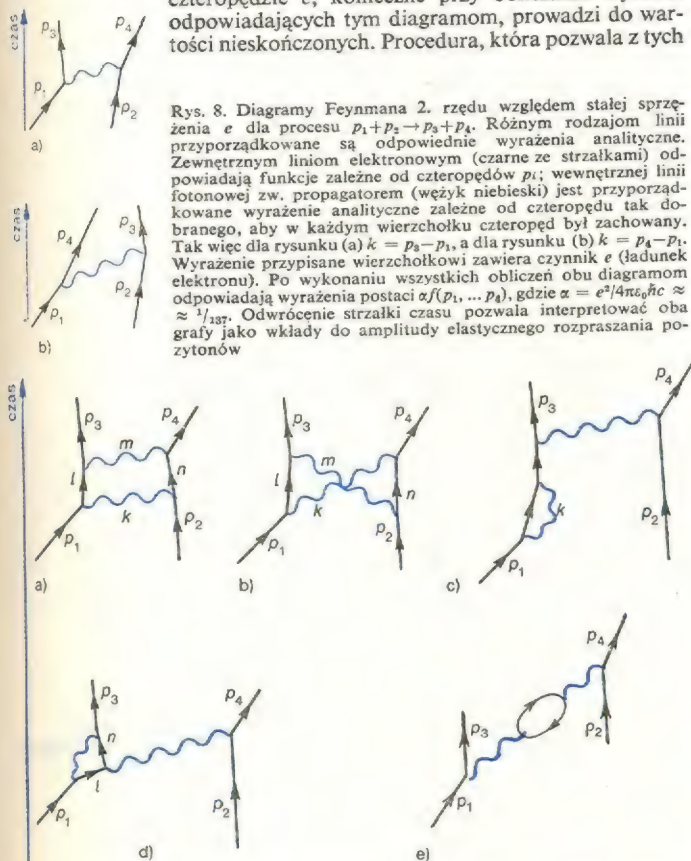 czteropędzie
odpowiadających tym diagramom, prowadzi do war-
tości nieskończonych. Procedura, która pozwala z tych
czas
p3
p4
p1
p2
a)
Rys. 8. Diagramy Feynmana 2. rzędu względem stałej sprzę-
żenia e dla procesu p₁+p₂→p₃+p₄. Różnym rodzajom linii
przyporządkowane są odpowiednie wyrażenia analityczne.
Zewnętrznym liniom elektronowym (czarne ze strzałkami) od-
powiadają funkcje zależne od czteropędów pᵢ; wewnętrznej linii
fotonowej zw. propagatorem (wężyk niebieski) jest przyporząd-
kowane wyrażenie analityczne zależne od czteropędu tak do-
branego, aby w każdym wierzchołku czteropęd był zachowany.
Tak więc dla rysunku (a) k = p₃−p₁, a dla rysunku (b) k = p₄−p₁.
Wyrażenie przypisane wierzchołkowi zawiera czynnik e (ładunek
elektronu). Po wykonaniu wszystkich obliczeń obu diagramom
odpowiadają wyrażenia postaci αf(p₁, ... p₄), gdzie α = e²/4πε₀ħc ≈
≈ ¹/₁₃₇. Odwrócenie strzałki czasu pozwala interpretować oba
grafy jako wkłady do amplitudy elastycznego rozpraszania po-
zytonów
czas
p4
p3
p1
p2
b)
czas
p3
p4
m
l
n
k
p1
p2
a)
p3
p4
m
l
n
k
p1
p2
b)
p3
p4
k
p2
p1
c)
p3
p4
n
l
p1
p2
d)
p4
p3
p2
p1
e)